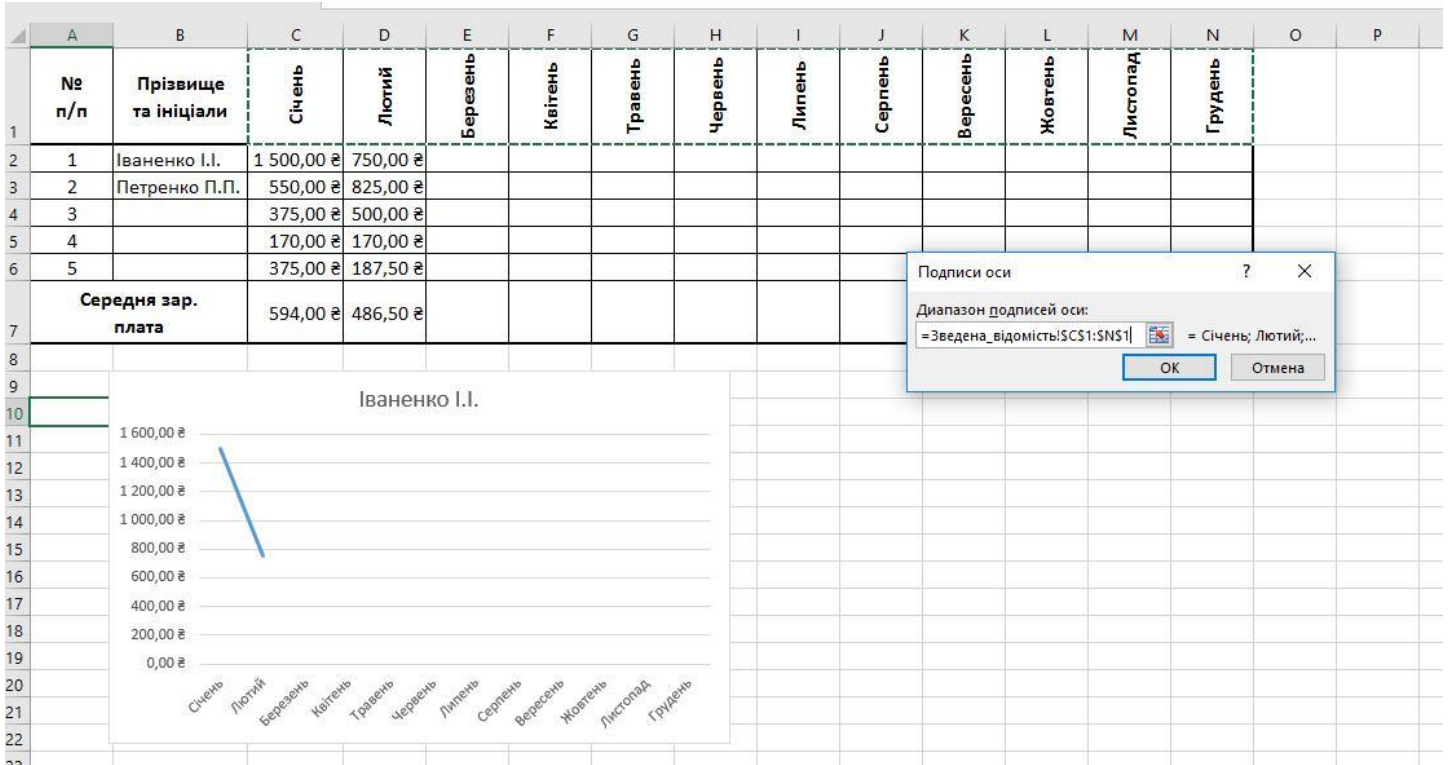 A B C D E F G H I J K L M N O P
1 № п/п Прізвище та ініціали Січень Лютий Березень Квітень Травень Червень Липень Серпень Вересень Жовтень Листопад Грудень
2 1 Іваненко І.І. 1 500,00 ₴ 750,00 ₴
3 2 Петренко П.П. 550,00 ₴ 825,00 ₴
4 3 375,00 ₴ 500,00 ₴
5 4 170,00 ₴ 170,00 ₴
6 5 375,00 ₴ 187,50 ₴
7 Середня зар. плата 594,00 ₴ 486,50 ₴
8
9
10
11
12
13
14
15
16
17
18
19
20
21
22
Подписи оси ? ×
Диапазон подписей оси:
=Зведена_відомість!$C$1:$N$1 = Січень; Лютий;...
ОК Отмена
Іваненко І.І.
1 600,00 ₴
1 400,00 ₴
1 200,00 ₴
1 000,00 ₴
800,00 ₴
600,00 ₴
400,00 ₴
200,00 ₴
0,00 ₴
Січень Лютий Березень Квітень Травень Червень Липень Серпень Вересень Жовтень Листопад Грудень